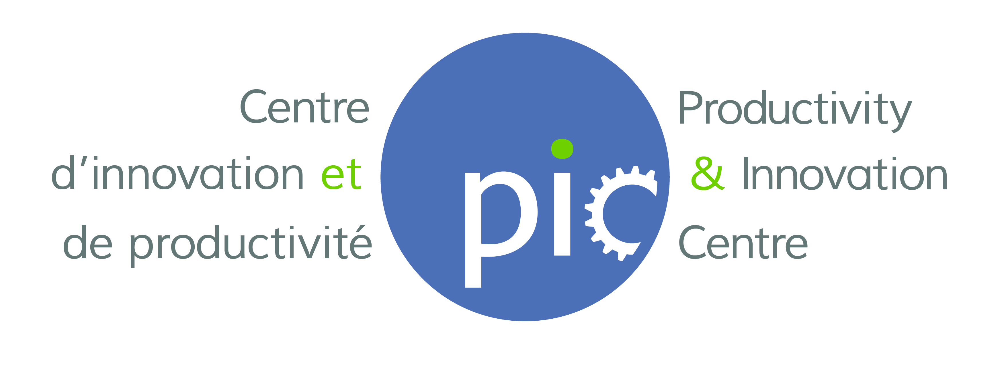 Centre
d’innovation et
de productivité
pic
Productivity
& Innovation
Centre